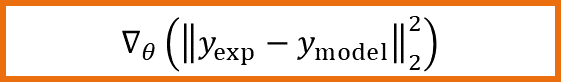 ∇θ (‖yexp − ymodel‖₂²)